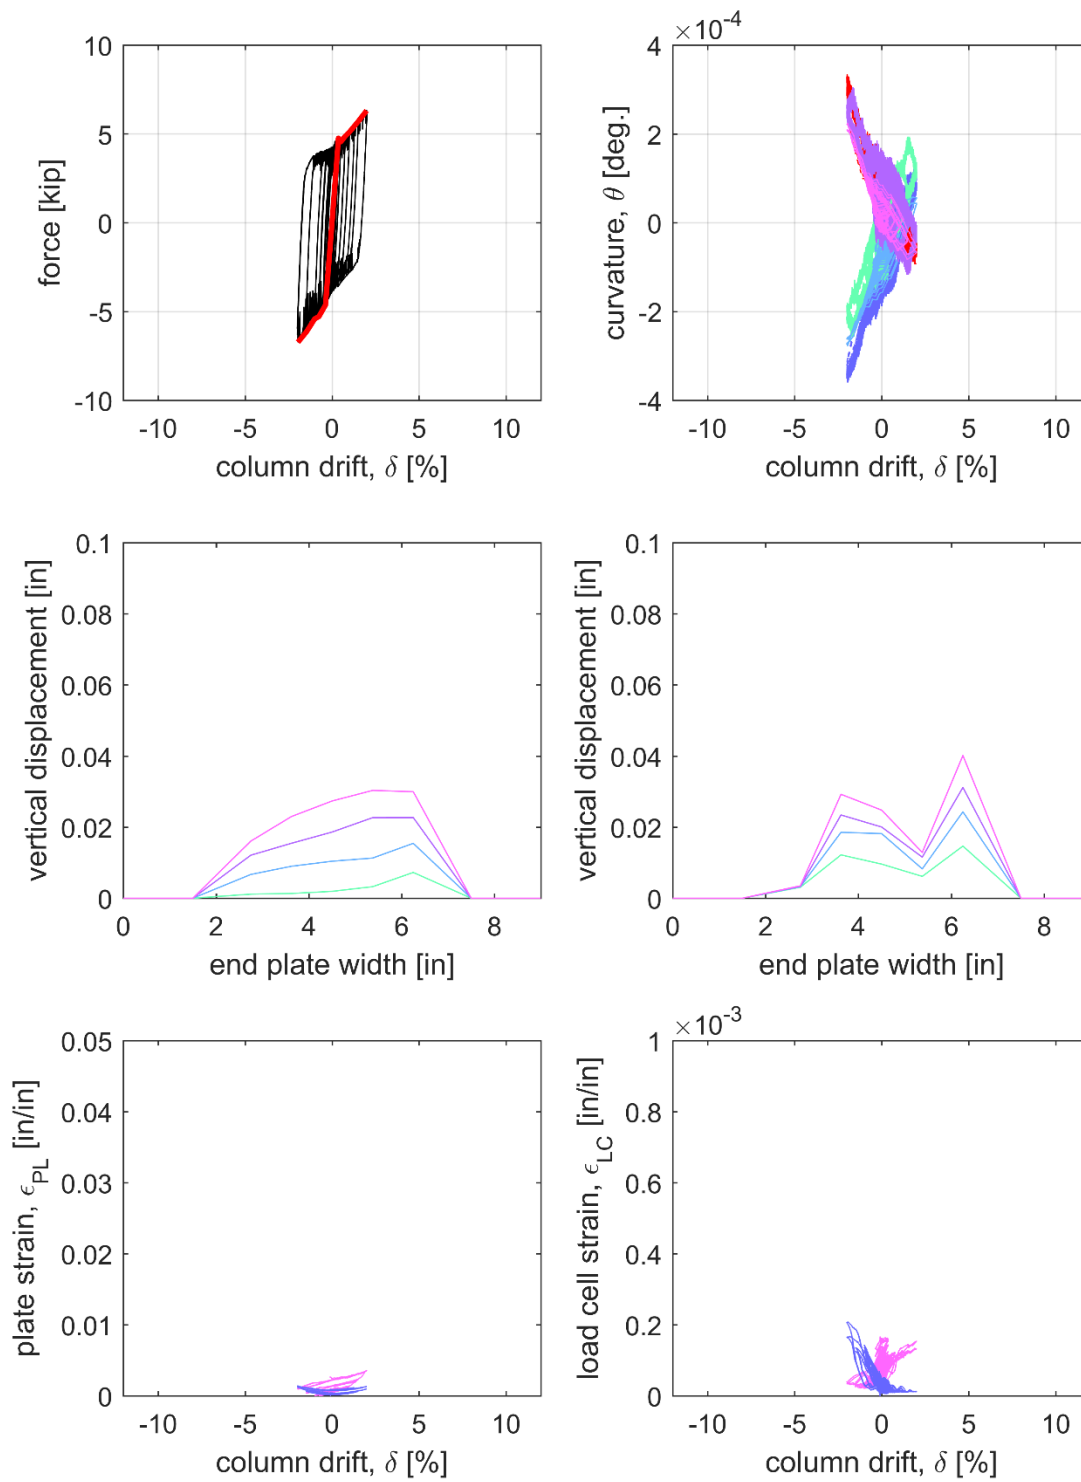 10
5
0
-5
-10
force [kip]
-10 -5 0 5 10
column drift, δ [%]
×10⁻⁴
4
2
0
-2
-4
curvature, θ [deg.]
-10 -5 0 5 10
column drift, δ [%]
0.1
0.08
0.06
0.04
0.02
0
vertical displacement [in]
0 2 4 6 8
end plate width [in]
0.1
0.08
0.06
0.04
0.02
0
vertical displacement [in]
0 2 4 6 8
end plate width [in]
0.05
0.04
0.03
0.02
0.01
0
plate strain, ϵ_PL [in/in]
-10 -5 0 5 10
column drift, δ [%]
×10⁻³
1
0.8
0.6
0.4
0.2
0
load cell strain, ϵ_LC [in/in]
-10 -5 0 5 10
column drift, δ [%]